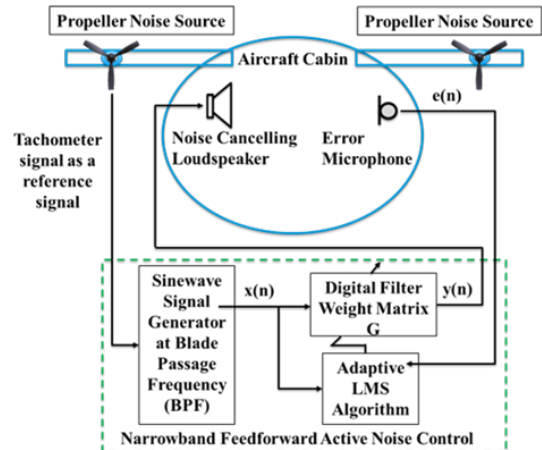 Propeller Noise Source
Propeller Noise Source
Aircraft Cabin
e(n)
Noise Cancelling
Loudspeaker
Error
Microphone
Tachometer
signal as a
reference
signal
Sinewave
Signal
Generator
at Blade
Passage
Frequency
(BPF)
x(n)
Digital Filter
Weight Matrix
G
y(n)
Adaptive
LMS
Algorithm
Narrowband Feedforward Active Noise Control